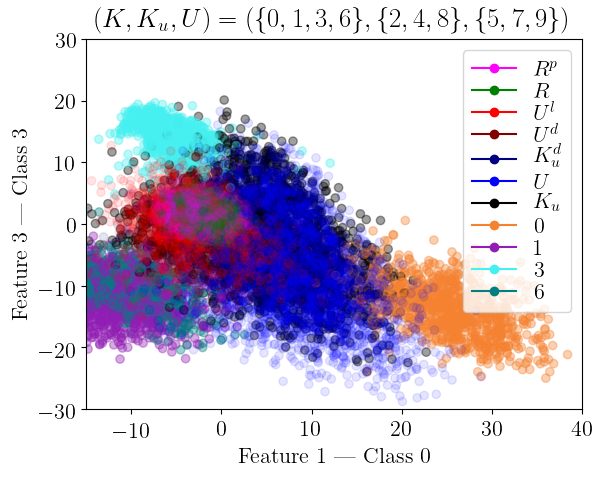 (K, K_u, U) = ({0, 1, 3, 6}, {2, 4, 8}, {5, 7, 9})
30
20
10
0
−10
−20
−30
−10
0
10
20
30
40
Feature 3 — Class 3
Feature 1 — Class 0
R^p
R
U^l
U^d
K_u^d
U
K_u
0
1
3
6